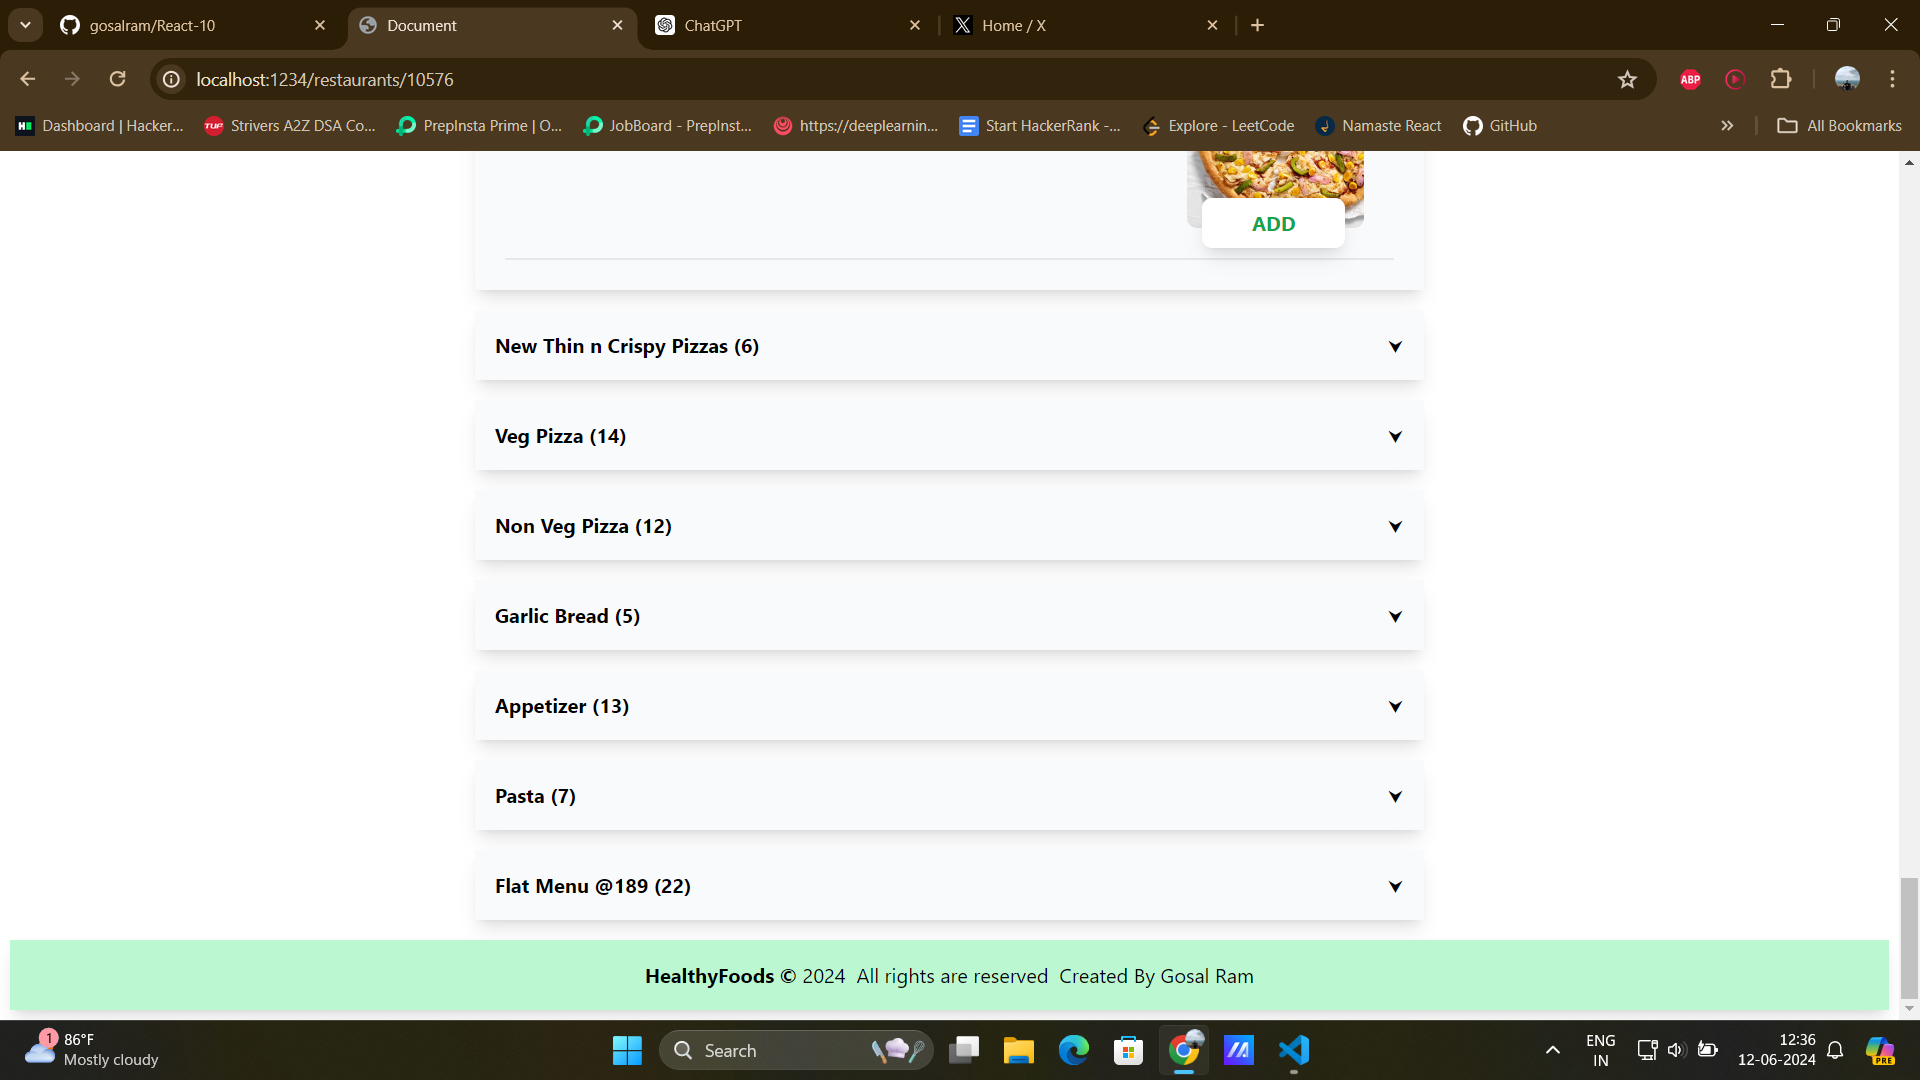 gosalram/React-10
Document
ChatGPT
Home / X
localhost:1234/restaurants/10576
ABP
Dashboard | Hacker...
TUF
Strivers A2Z DSA Co...
PrepInsta Prime | O...
JobBoard - PrepInst...
https://deeplearnin...
Start HackerRank -...
Explore - LeetCode
Namaste React
GitHub
All Bookmarks
ADD
New Thin n Crispy Pizzas (6)
Veg Pizza (14)
Non Veg Pizza (12)
Garlic Bread (5)
Appetizer (13)
Pasta (7)
Flat Menu @189 (22)
HealthyFoods © 2024 All rights are reserved Created By Gosal Ram
1
86°F
Mostly cloudy
Search
ENG
IN
12:36
12-06-2024
PRE